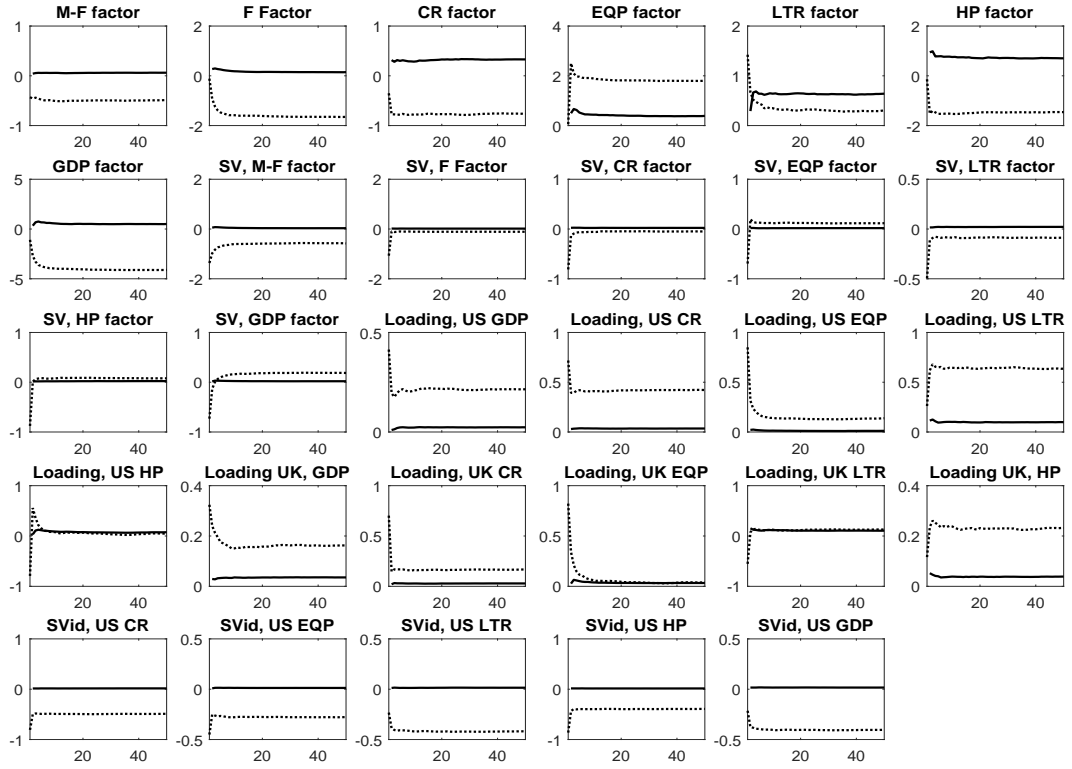 M-F factor F Factor CR factor EQP factor LTR factor HP factor
1 2 1 4 2 2
0 0 0 2 1 0
-1 -2 -1 0 0 -2
20 40 20 40 20 40 20 40 20 40 20 40
GDP factor SV, M-F factor SV, F Factor SV, CR factor SV, EQP factor SV, LTR factor
5 2 2 1 1 0.5
0 0 0 0 0 0
-5 -2 -2 -1 -1 -0.5
20 40 20 40 20 40 20 40 20 40 20 40
SV, HP factor SV, GDP factor Loading, US GDP Loading, US CR Loading, US EQP Loading, US LTR
1 1 0.5 1 1 1
0 0 0.5 0.5 0.5
-1 -1 0 0 0 0
20 40 20 40 20 40 20 40 20 40 20 40
Loading, US HP Loading UK, GDP Loading, UK CR Loading, UK EQP Loading, UK LTR Loading UK, HP
1 0.4 1 1 1 0.4
0 0.2 0.5 0.5 0 0.2
-1 0 0 0 -1 0
20 40 20 40 20 40 20 40 20 40 20 40
SVid, US CR SVid, US EQP SVid, US LTR SVid, US HP SVid, US GDP
1 0.5 0.5 1 0.5
0 0 0 0 0
-1 -0.5 -0.5 -1 -0.5
20 40 20 40 20 40 20 40 20 40